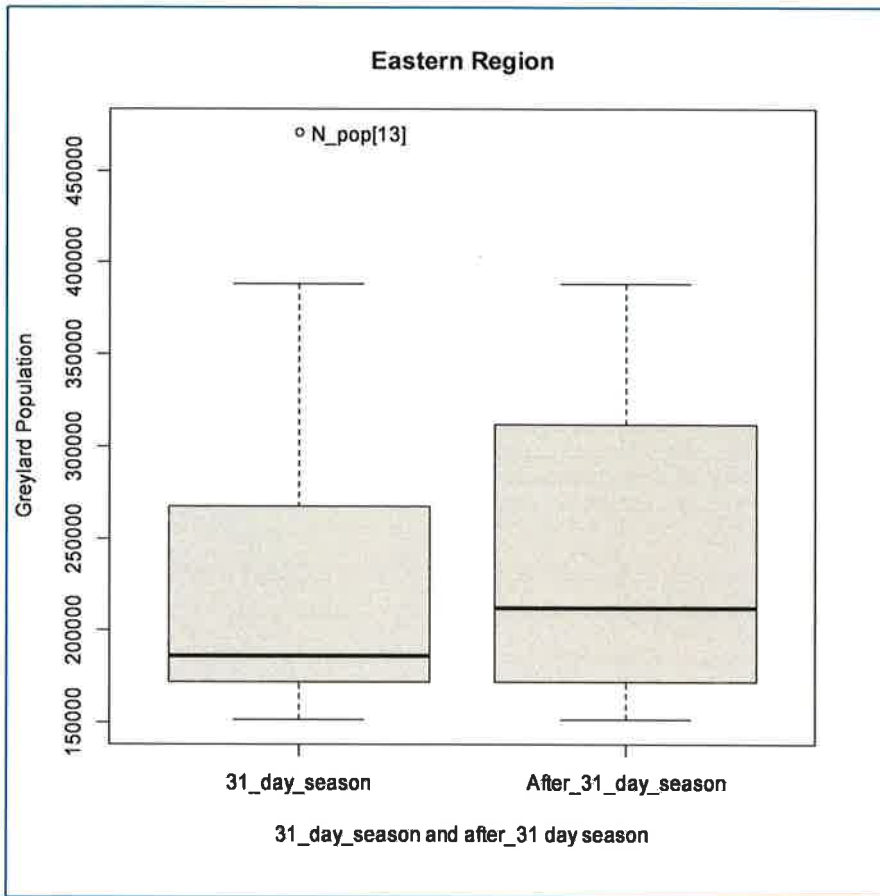 Eastern Region
N_pop[13]
450000
400000
350000
300000
250000
200000
150000
Greylard Population
31_day_season
After_31_day_season
31_day_season and after_31 day season